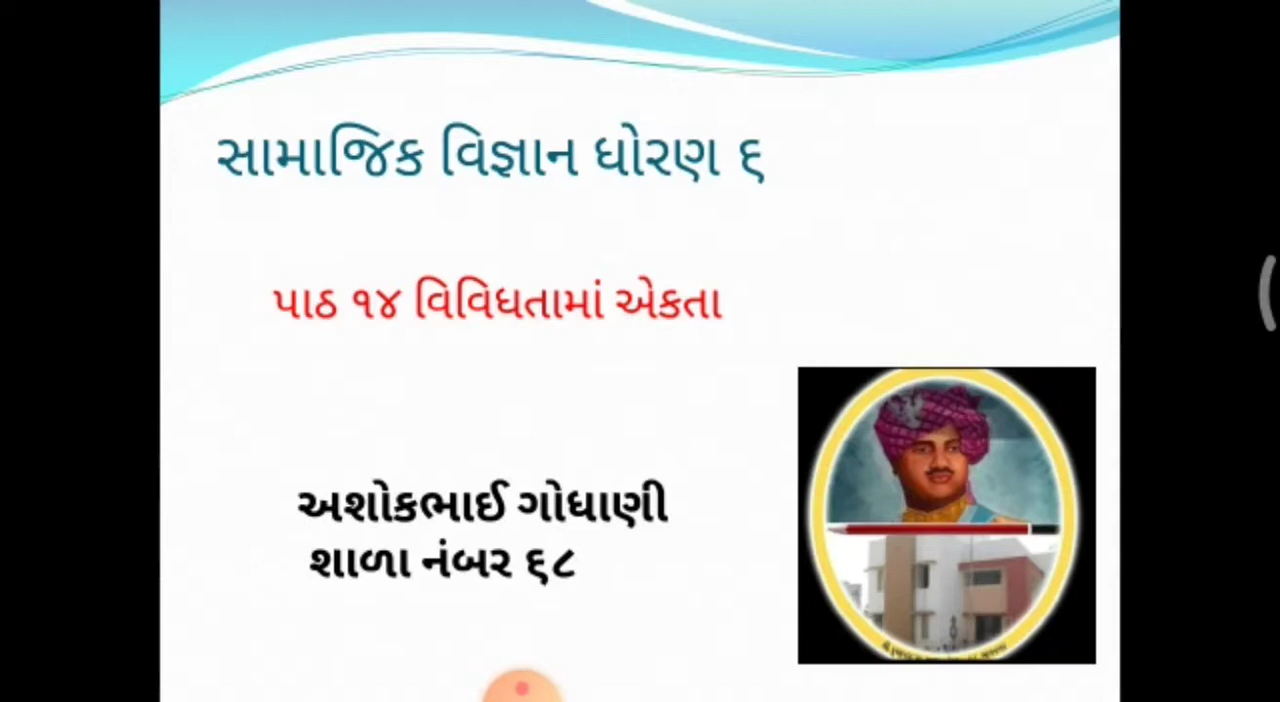 સામાજિક વિજ્ઞાન ધોરણ ૬
પાઠ ૧૪ વિવિધતામાં એકતા
અશોકભાઈ ગોધાણી
શાળા નંબર ૬૮